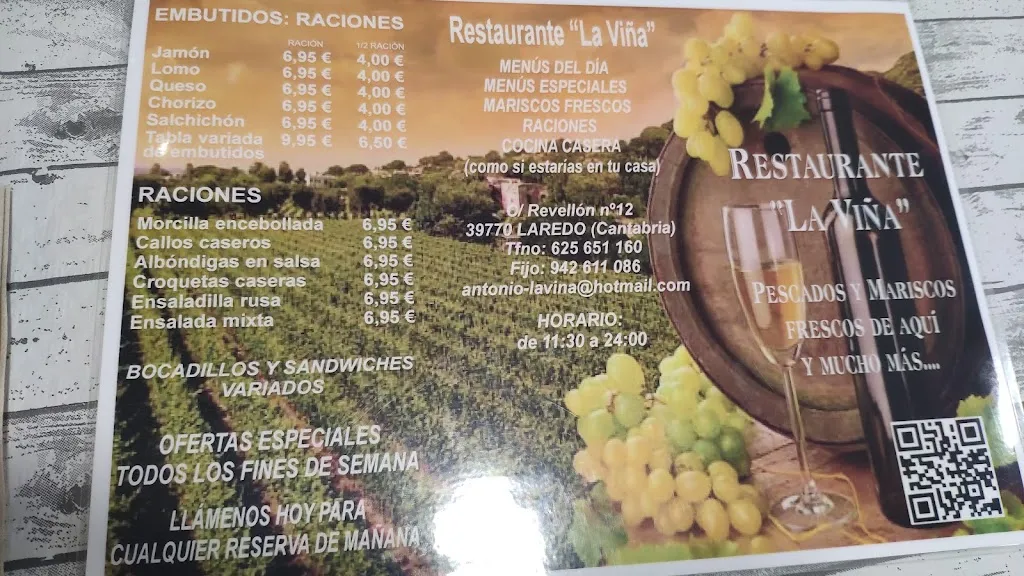 EMBUTIDOS: RACIONES
RACIÓN 1/2 RACIÓN
Jamón 6,95 € 4,00 €
Lomo 6,95 € 4,00 €
Queso 6,95 € 4,00 €
Chorizo 6,95 € 4,00 €
Salchichón 6,95 € 4,00 €
Tabla variada 9,95 € 6,50 €
de embutidos
RACIONES
Morcilla encebollada 6,95 €
Callos caseros 6,95 €
Albóndigas en salsa 6,95 €
Croquetas caseras 6,95 €
Ensaladilla rusa 6,95 €
Ensalada mixta 6,95 €
BOCADILLOS Y SANDWICHES
VARIADOS
OFERTAS ESPECIALES
TODOS LOS FINES DE SEMANA
LLÁMENOS HOY PARA
CUALQUIER RESERVA DE MAÑANA
Restaurante "La Viña"
MENÚS DEL DÍA
MENÚS ESPECIALES
MARISCOS FRESCOS
RACIONES
COCINA CASERA
(como si estarías en tu casa)
C/ Revellón nº12
39770 LAREDO (Cantabria)
Tfno: 625 651 160
Fijo: 942 611 086
antonio-lavina@hotmail.com
HORARIO:
de 11:30 a 24:00
RESTAURANTE
"LA VIÑA"
PESCADOS Y MARISCOS
FRESCOS DE AQUÍ
Y MUCHO MÁS....